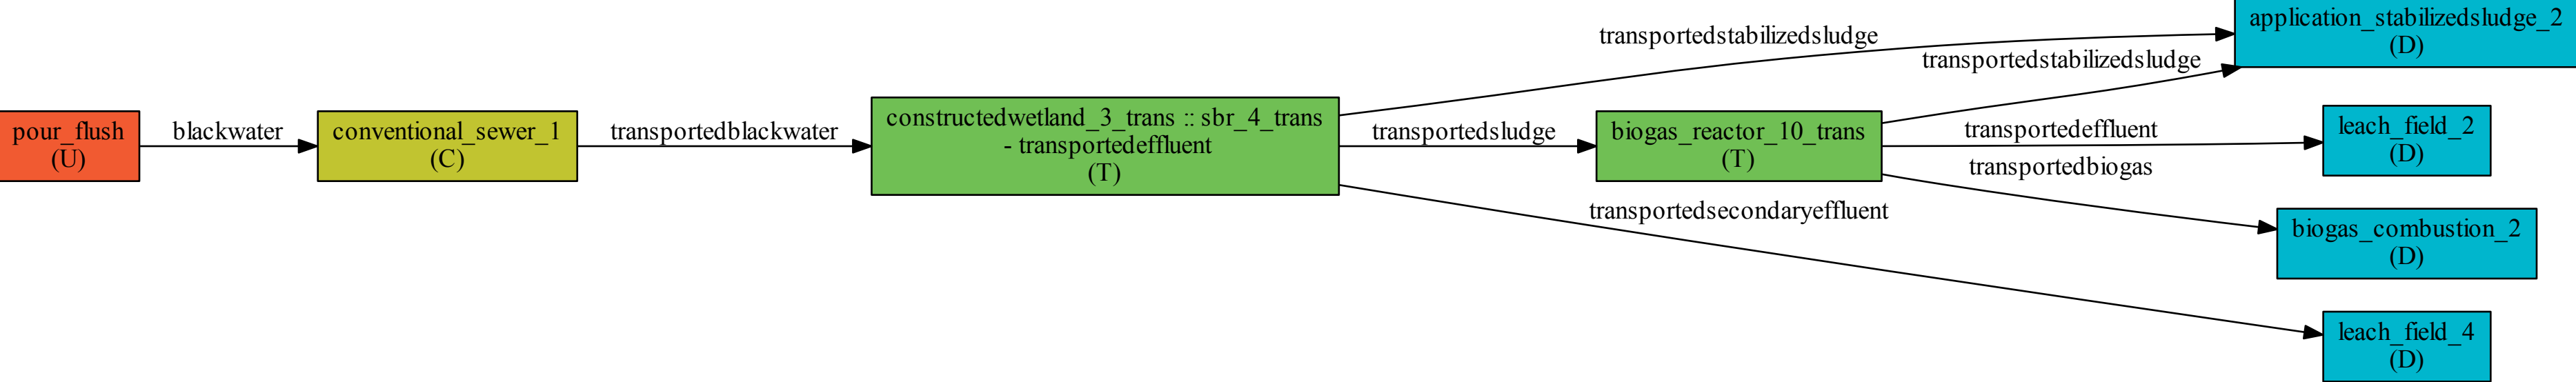 pour_flush
(U)
blackwater
conventional_sewer_1
(C)
transportedblackwater
constructedwetland_3_trans :: sbr_4_trans
- transportedeffluent
(T)
transportedstabilizedsludge
transportedsludge
transportedsecondaryeffluent
biogas_reactor_10_trans
(T)
transportedstabilizedsludge
transportedeffluent
transportedbiogas
application_stabilizedsludge_2
(D)
leach_field_2
(D)
biogas_combustion_2
(D)
leach_field_4
(D)